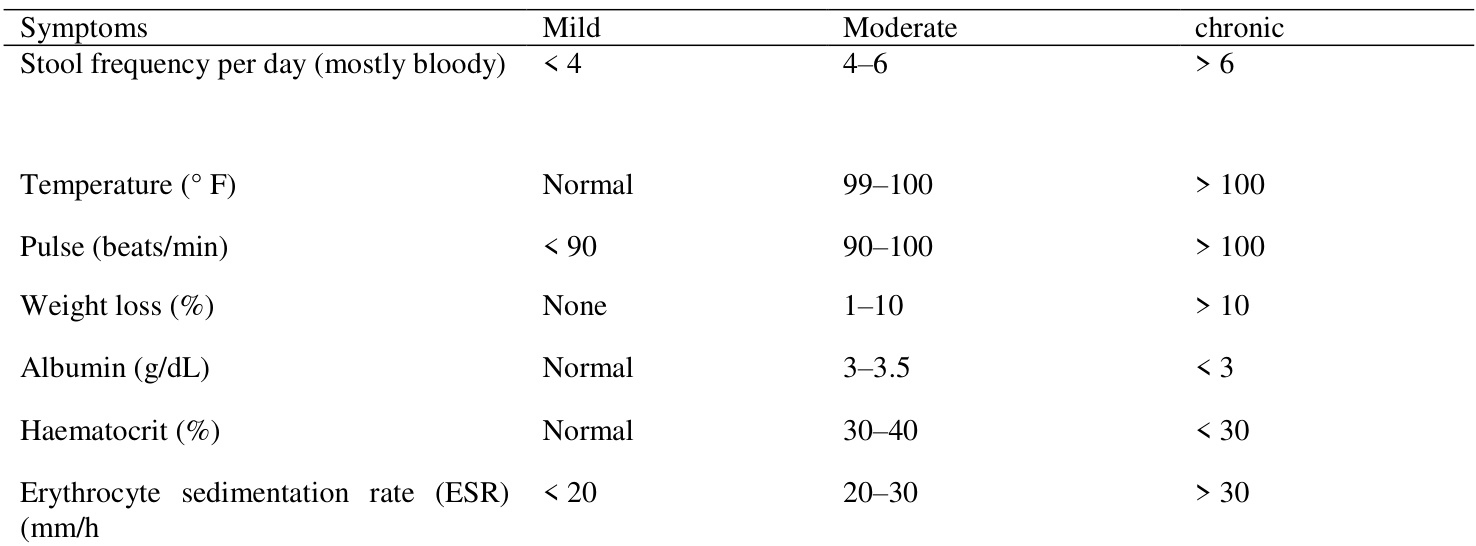 Symptoms Mild Moderate chronic
Stool frequency per day (mostly bloody) < 4 4–6 > 6
Temperature (° F) Normal 99–100 > 100
Pulse (beats/min) < 90 90–100 > 100
Weight loss (%) None 1–10 > 10
Albumin (g/dL) Normal 3–3.5 < 3
Haematocrit (%) Normal 30–40 < 30
Erythrocyte sedimentation rate (ESR) < 20 20–30 > 30
(mm/h